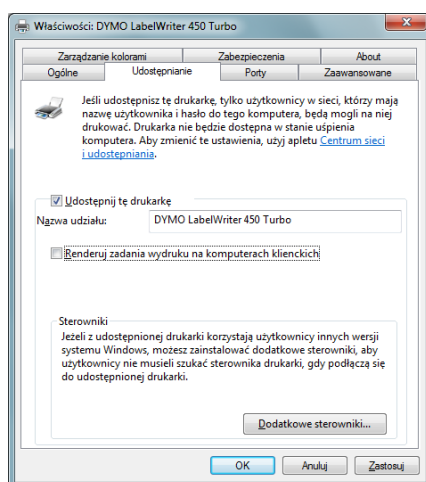 Właściwości: DYMO LabelWriter 450 Turbo
Zarządzanie kolorami Zabezpieczenia About
Ogólne Udostępnianie Porty Zaawansowane
Jeśli udostępnisz tę drukarkę, tylko użytkownicy w sieci, którzy mają
nazwę użytkownika i hasło do tego komputera, będą mogli na niej
drukować. Drukarka nie będzie dostępna w stanie uśpienia
komputera. Aby zmienić te ustawienia, użyj apletu Centrum sieci
i udostępniania.
Udostępnij tę drukarkę
Nazwa udziału: DYMO LabelWriter 450 Turbo
Renderuj zadania wydruku na komputerach klienckich
Sterowniki
Jeżeli z udostępnionej drukarki korzystają użytkownicy innych wersji
systemu Windows, możesz zainstalować dodatkowe sterowniki, aby
użytkownicy nie musieli szukać sterownika drukarki, gdy podłączą się
do udostępnionej drukarki.
Dodatkowe sterowniki...
OK Anuluj Zastosuj